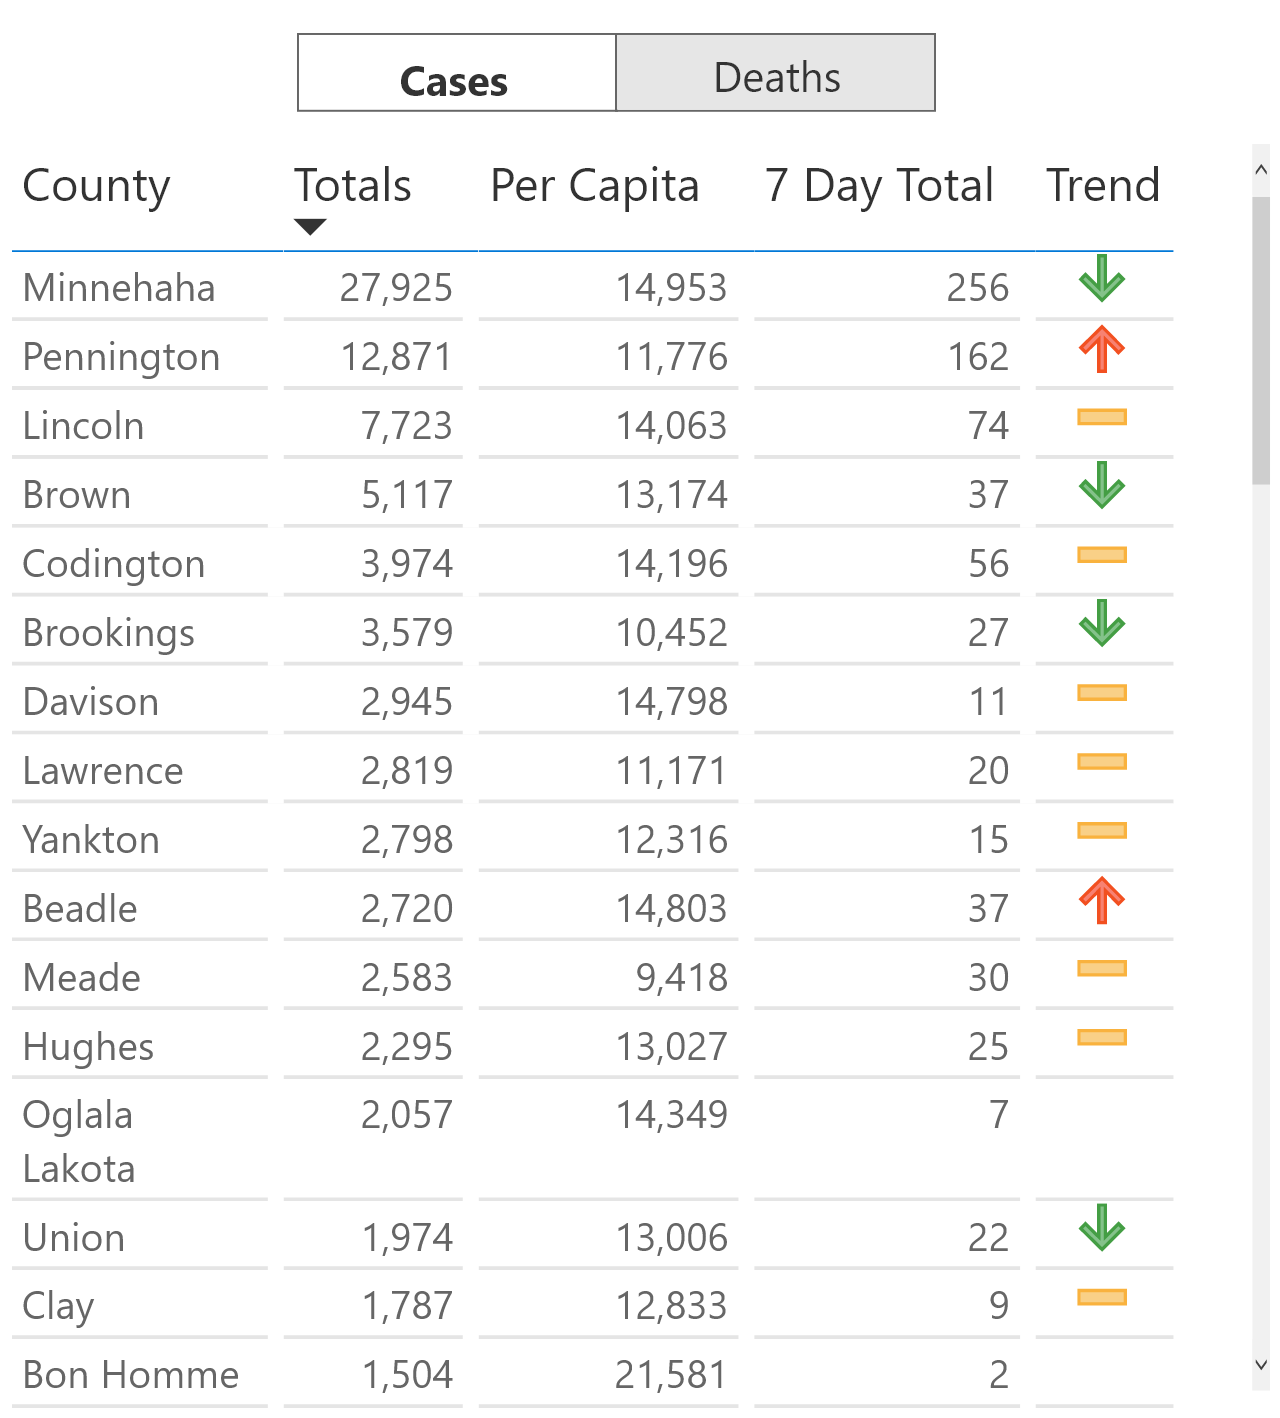 Cases Deaths
County Totals Per Capita 7 Day Total Trend
Minnehaha 27,925 14,953 256
Pennington 12,871 11,776 162
Lincoln 7,723 14,063 74
Brown 5,117 13,174 37
Codington 3,974 14,196 56
Brookings 3,579 10,452 27
Davison 2,945 14,798 11
Lawrence 2,819 11,171 20
Yankton 2,798 12,316 15
Beadle 2,720 14,803 37
Meade 2,583 9,418 30
Hughes 2,295 13,027 25
Oglala 2,057 14,349 7
Lakota
Union 1,974 13,006 22
Clay 1,787 12,833 9
Bon Homme 1,504 21,581 2